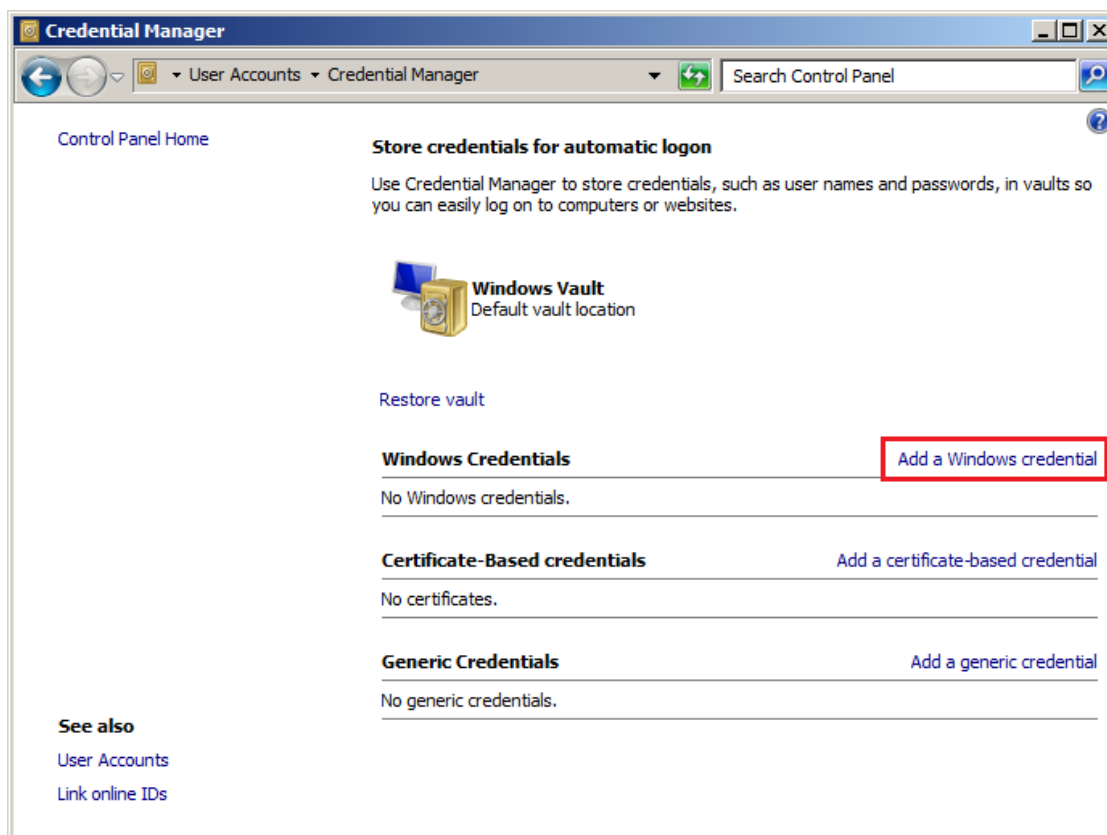 Credential Manager
User Accounts Credential Manager Search Control Panel
Control Panel Home
Store credentials for automatic logon
Use Credential Manager to store credentials, such as user names and passwords, in vaults so
you can easily log on to computers or websites.
Windows Vault
Default vault location
Restore vault
Windows Credentials Add a Windows credential
No Windows credentials.
Certificate-Based credentials Add a certificate-based credential
No certificates.
Generic Credentials Add a generic credential
No generic credentials.
See also
User Accounts
Link online IDs